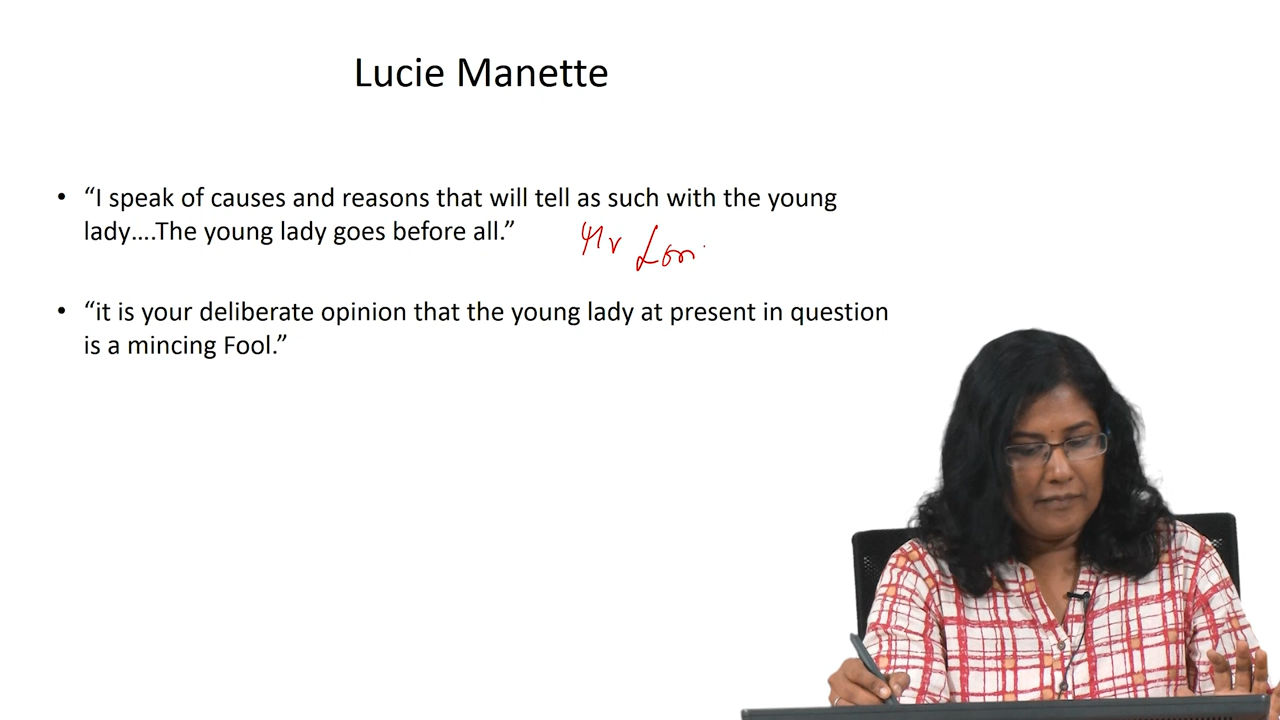 Lucie Manette
• “I speak of causes and reasons that will tell as such with the young
lady….The young lady goes before all.”
Mr Lorr
• “it is your deliberate opinion that the young lady at present in question
is a mincing Fool.”